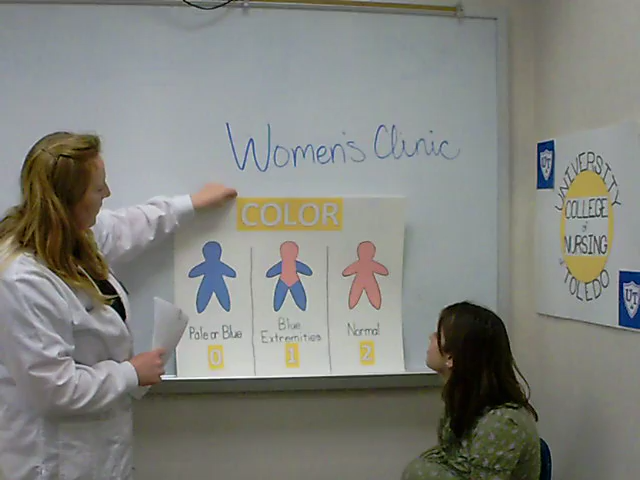 Women's Clinic
COLOR
Pale or Blue
0
Blue
Extremities
1
Normal
2
UNIVERSITY
COLLEGE
of
NURSING
of
TOLEDO
UT
UT